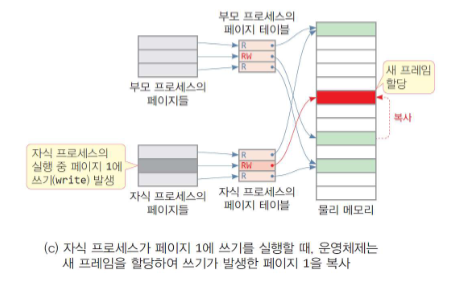 부모 프로세스의
페이지 테이블
R
RW
R
부모 프로세스의
페이지들
새 프레임
할당
복사
자식 프로세스의
실행 중 페이지 1에
쓰기(write) 발생
R
RW
R
자식 프로세스의
페이지들
자식 프로세스의
페이지 테이블
물리 메모리
(c) 자식 프로세스가 페이지 1에 쓰기를 실행할 때, 운영체제는
새 프레임을 할당하여 쓰기가 발생한 페이지 1을 복사